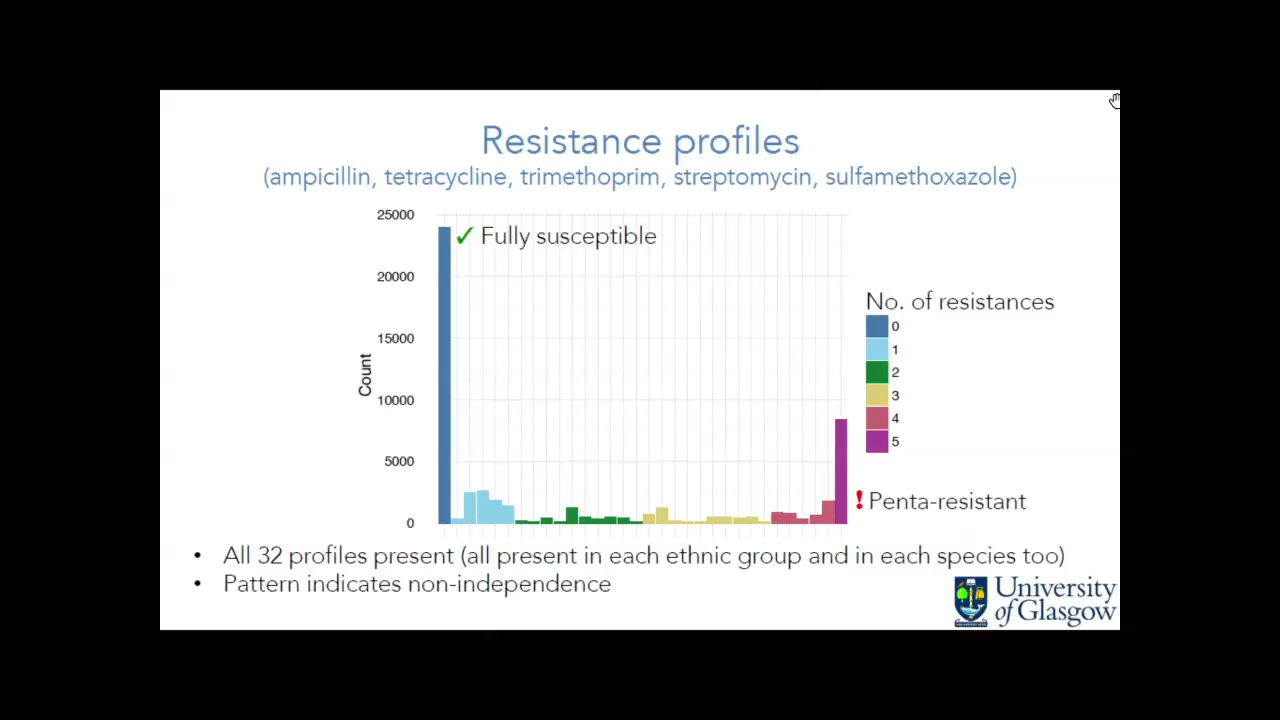 Resistance profiles
(ampicillin, tetracycline, trimethoprim, streptomycin, sulfamethoxazole)
25000
✓ Fully susceptible
20000
No. of resistances
0
15000
1
2
Count
3
10000
4
5
5000
! Penta-resistant
0
• All 32 profiles present (all present in each ethnic group and in each species too)
• Pattern indicates non-independence
University
of Glasgow